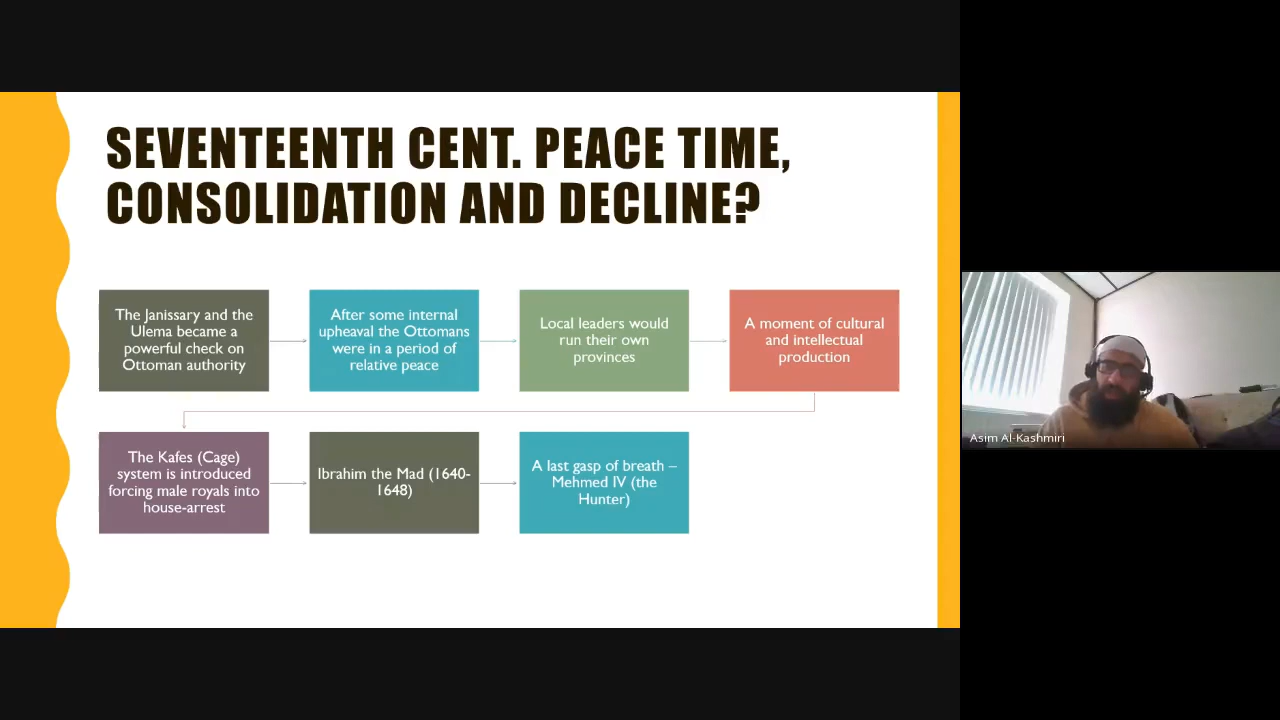 SEVENTEENTH CENT. PEACE TIME,
CONSOLIDATION AND DECLINE?
The Janissary and the
Ulema became a
powerful check on
Ottoman authority
After some internal
upheaval the Ottomans
were in a period of
relative peace
Local leaders would
run their own
provinces
A moment of cultural
and intellectual
production
The Kafes (Cage)
system is introduced
forcing male royals into
house-arrest
Ibrahim the Mad (1640-
1648)
A last gasp of breath –
Mehmed IV (the
Hunter)
Asim Al-Kashmiri